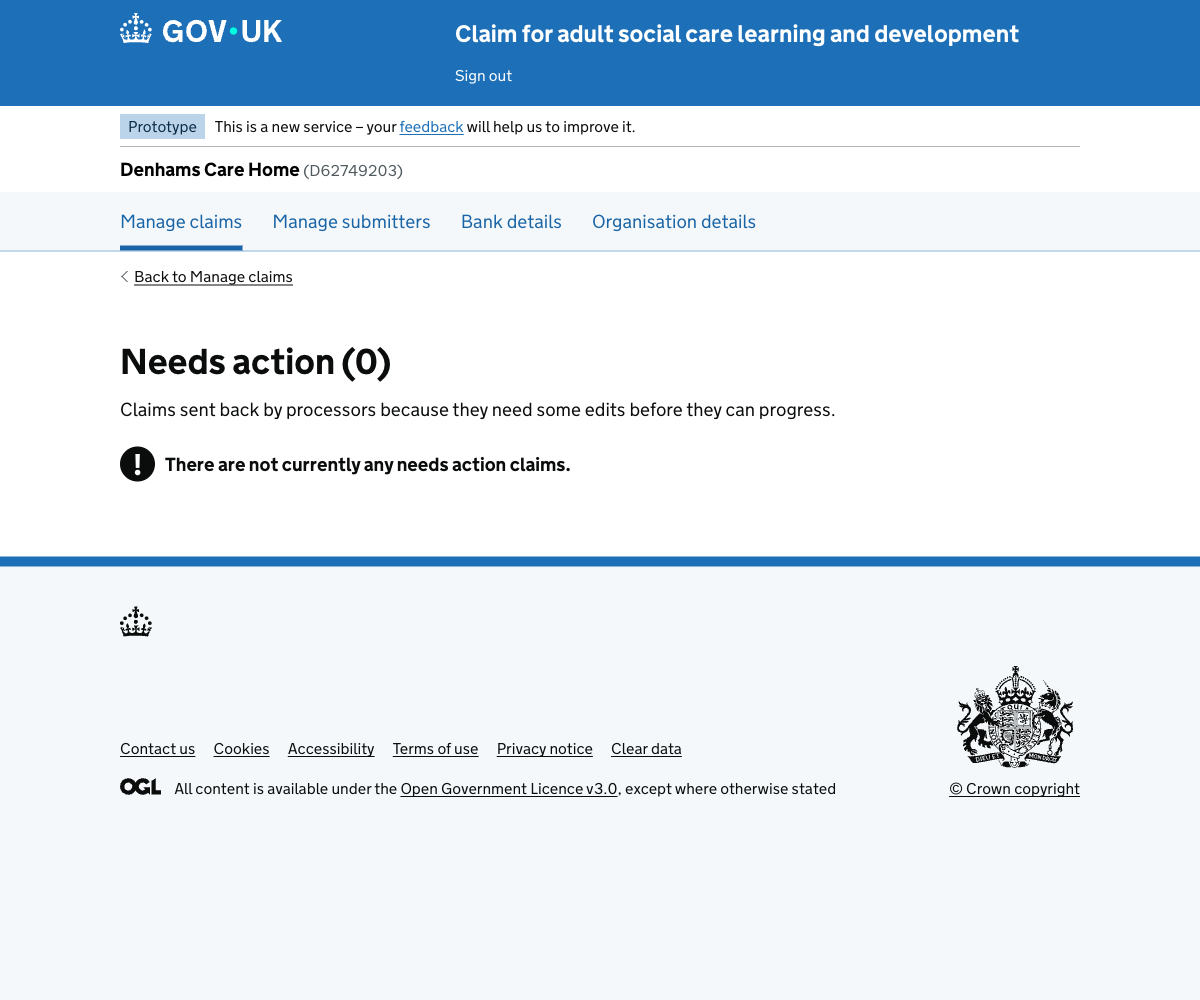 GOV·UK
Claim for adult social care learning and development
Sign out
Prototype This is a new service – your feedback will help us to improve it.
Denhams Care Home (D62749203)
Manage claims Manage submitters Bank details Organisation details
Back to Manage claims
Needs action (0)
Claims sent back by processors because they need some edits before they can progress.
! There are not currently any needs action claims.
Contact us Cookies Accessibility Terms of use Privacy notice Clear data
OGL All content is available under the Open Government Licence v3.0, except where otherwise stated
© Crown copyright